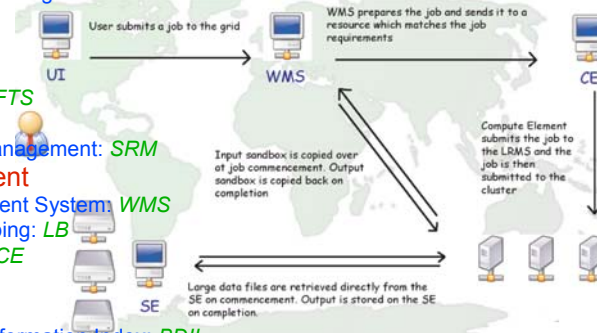 User submits a job to the grid
WMS prepares the job and sends it to a
resource which matches the job
requirements
UI
WMS
CE
FTS
anagement: SRM
ent
ent System: WMS
ping: LB
CE
Input sandbox is copied over
at job commencement. Output
sandbox is copied back on
completion
Compute Element
submits the job to
the LRMS and the
job is then
submitted to the
cluster
SE
Large data files are retrieved directly from the
SE on commencement. Output is stored on the SE
on completion.